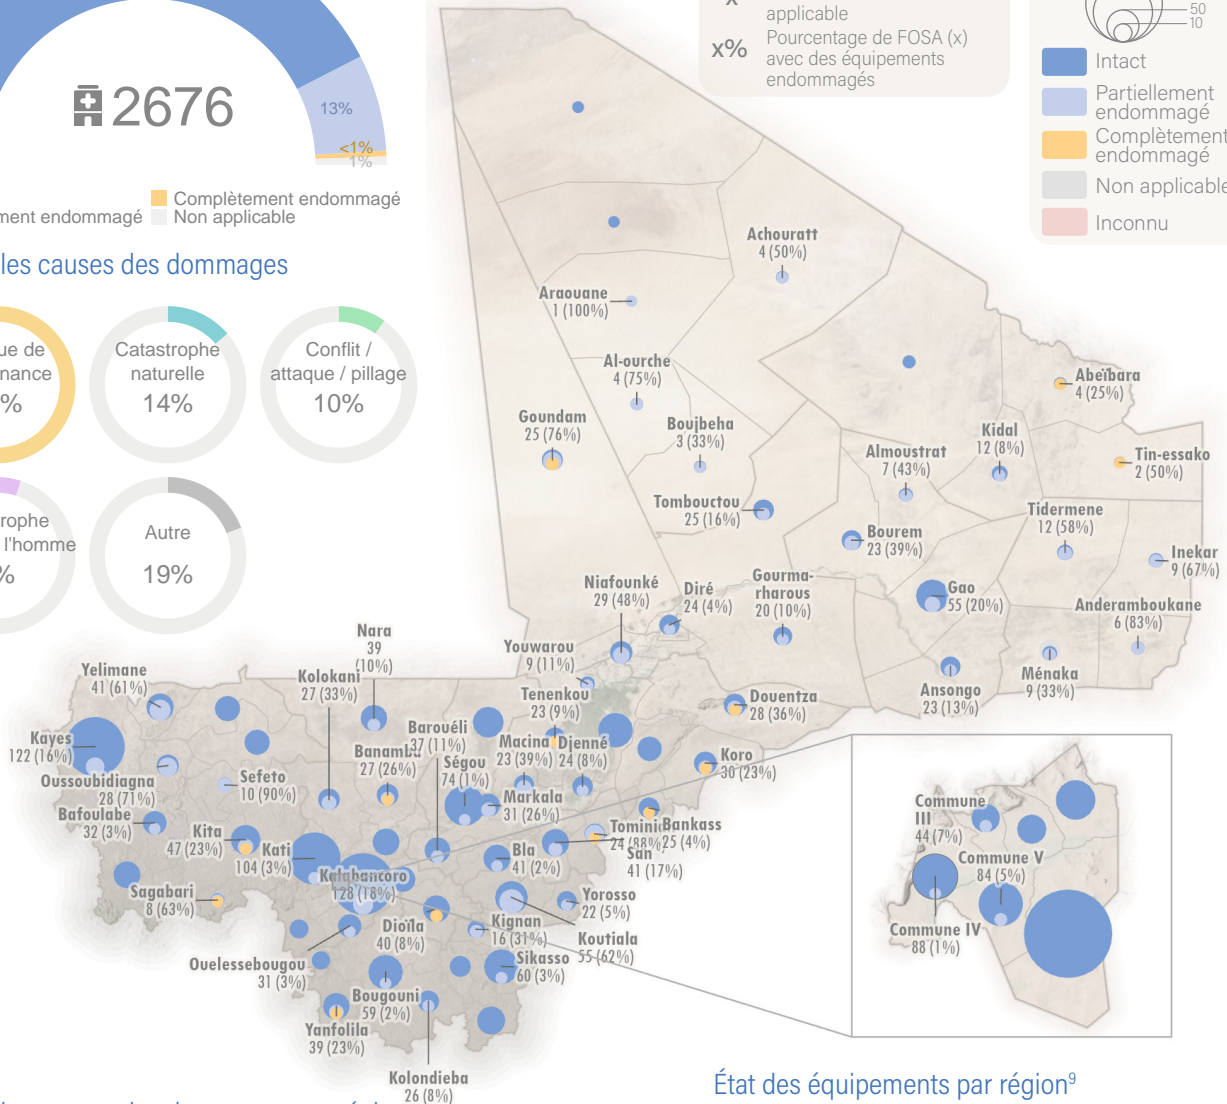 2676
13%
<1%
1%
Complètement endommagé
ment endommagé
Non applicable
les causes des dommages
ue de
nance
%
Catastrophe
naturelle
14%
Conflit /
attaque / pillage
10%
rophe
l'homme
%
Autre
19%
applicable
x%
Pourcentage de FOSA (x)
avec des équipements
endommagés
50
10
Intact
Partiellement
endommagé
Complètement
endommagé
Non applicable
Inconnu
Achouratt
4 (50%)
Araouane
1 (100%)
Al-ourche
4 (75%)
Abeïbara
4 (25%)
Goundam
25 (76%)
Boujbeha
3 (33%)
Almoustrat
7 (43%)
Kidal
12 (8%)
Tin-essako
2 (50%)
Tombouctou
25 (16%)
Bourem
23 (39%)
Tidermene
12 (58%)
Inekar
9 (67%)
Niafounké
29 (48%)
Diré
24 (4%)
Gourma-
rharous
20 (10%)
Gao
55 (20%)
Anderamboukane
6 (83%)
Nara
39
(10%)
Youwarou
9 (11%)
Yelimane
41 (61%)
Kolokani
27 (33%)
Tenenkou
23 (9%)
Douentza
28 (36%)
Ansongo
23 (13%)
Ménaka
9 (33%)
Kayes
122 (16%)
Barouéli
37 (11%)
Banamba
27 (26%)
Ségou
74 (1%)
Macina
23 (39%)
Djenné
24 (8%)
Koro
30 (23%)
Oussoubidiagna
28 (71%)
Sefeto
10 (90%)
Markala
31 (26%)
Bafoulabe
32 (3%)
Kita
47 (23%)
Kati
104 (3%)
Bla
41 (2%)
24 (88%)
Bankass
25 (4%)
San
41 (17%)
Kalabancoro
128 (18%)
Sagabari
8 (63%)
Yorosso
22 (5%)
Dioïla
40 (8%)
Kignan
16 (31%)
Koutiala
55 (62%)
Ouelessebougou
31 (3%)
Sikasso
60 (3%)
Bougouni
59 (2%)
Yanfolila
39 (23%)
Kolondieba
26 (8%)
Commune
III
44 (7%)
Commune V
84 (5%)
Commune IV
88 (1%)
État des équipements par région9